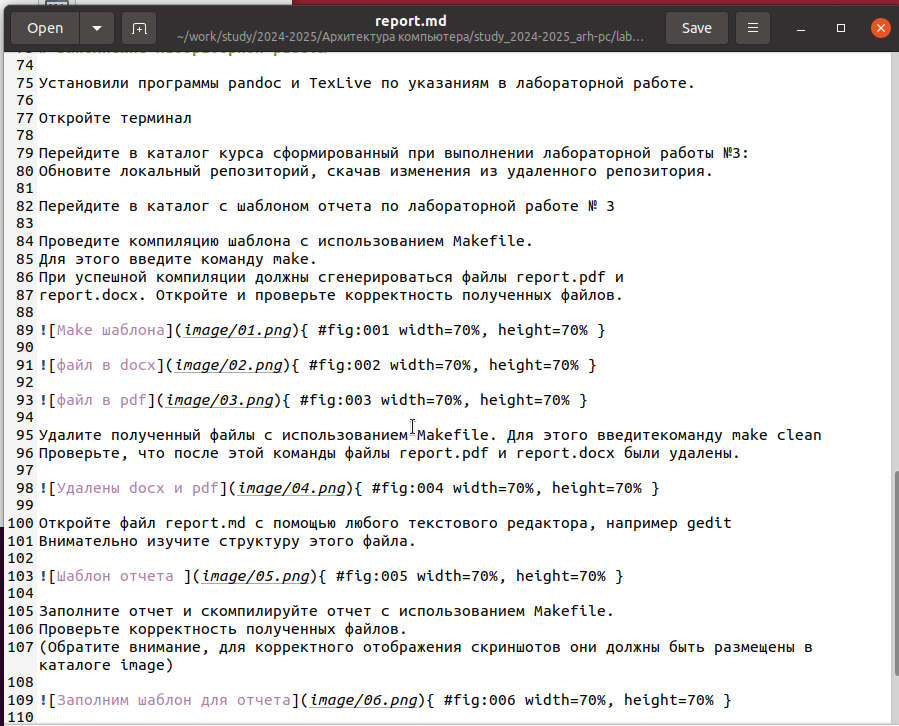 Open
report.md
~/work/study/2024-2025/Архитектура компьютера/study_2024-2025_arh-pc/lab…
Save
74
75 Установили программы pandoc и TexLive по указаниям в лабораторной работе.
76
77 Откройте терминал
78
79 Перейдите в каталог курса сформированный при выполнении лабораторной работы №3:
80 Обновите локальный репозиторий, скачав изменения из удаленного репозитория.
81
82 Перейдите в каталог с шаблоном отчета по лабораторной работе № 3
83
84 Проведите компиляцию шаблона с использованием Makefile.
85 Для этого введите команду make.
86 При успешной компиляции должны сгенерироваться файлы report.pdf и
87 report.docx. Откройте и проверьте корректность полученных файлов.
88
89 ![Make шаблона](image/01.png){ #fig:001 width=70%, height=70% }
90
91 ![файл в docx](image/02.png){ #fig:002 width=70%, height=70% }
92
93 ![файл в pdf](image/03.png){ #fig:003 width=70%, height=70% }
94
95 Удалите полученный файлы с использованием Makefile. Для этого введитекоманду make clean
96 Проверьте, что после этой команды файлы report.pdf и report.docx были удалены.
97
98 ![Удалены docx и pdf](image/04.png){ #fig:004 width=70%, height=70% }
99
100 Откройте файл report.md c помощью любого текстового редактора, например gedit
101 Внимательно изучите структуру этого файла.
102
103 ![Шаблон отчета ](image/05.png){ #fig:005 width=70%, height=70% }
104
105 Заполните отчет и скомпилируйте отчет с использованием Makefile.
106 Проверьте корректность полученных файлов.
107 (Обратите внимание, для корректного отображения скриншотов они должны быть размещены в
каталоге image)
108
109 ![Заполним шаблон для отчета](image/06.png){ #fig:006 width=70%, height=70% }
110